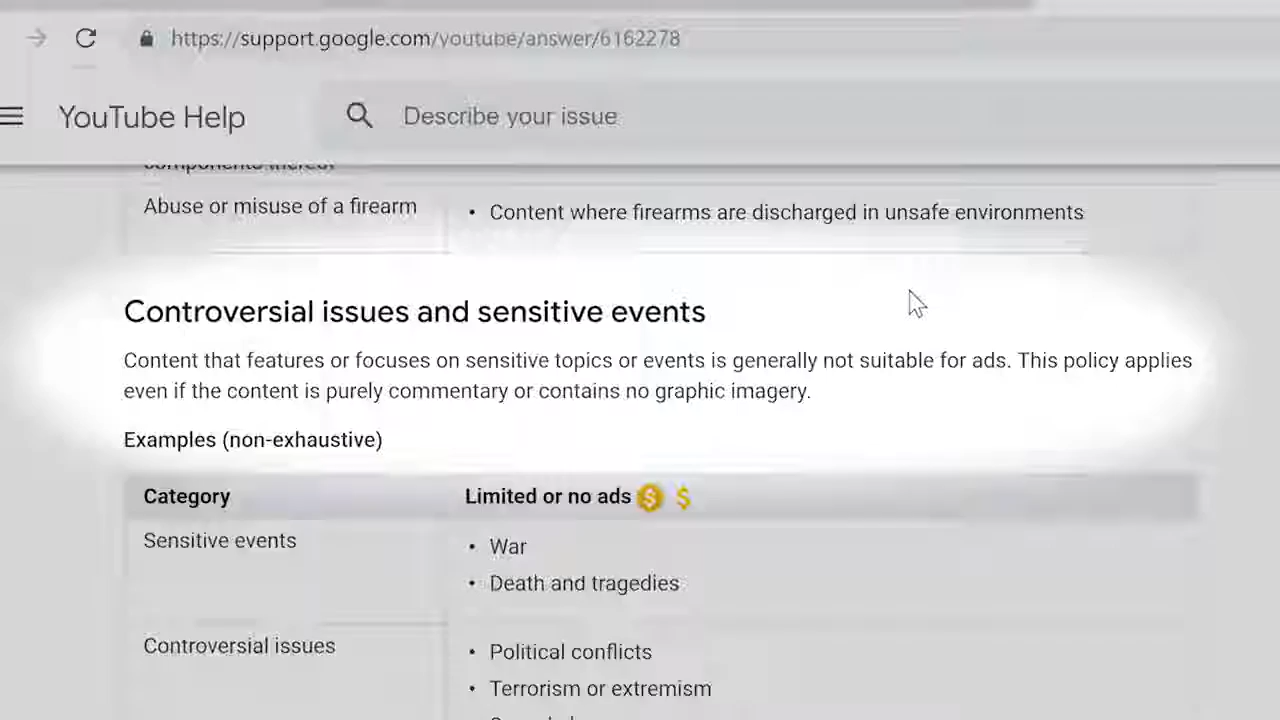 https://support.google.com/youtube/answer/6162278
YouTube Help
Describe your issue
components thereof
Abuse or misuse of a firearm
• Content where firearms are discharged in unsafe environments
Controversial issues and sensitive events
Content that features or focuses on sensitive topics or events is generally not suitable for ads. This policy applies
even if the content is purely commentary or contains no graphic imagery.
Examples (non-exhaustive)
Category
Limited or no ads $ $
Sensitive events
• War
• Death and tragedies
Controversial issues
• Political conflicts
• Terrorism or extremism